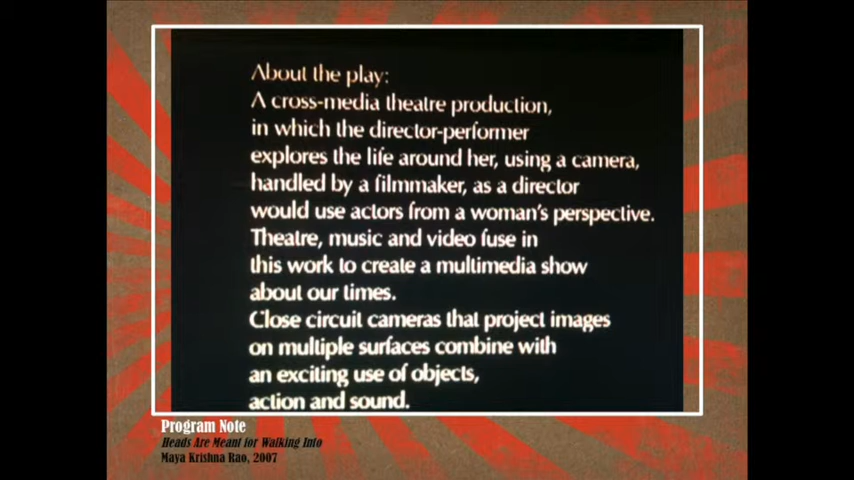 About the play:
A cross-media theatre production,
in which the director-performer
explores the life around her, using a camera,
handled by a filmmaker, as a director
would use actors from a woman's perspective.
Theatre, music and video fuse in
this work to create a multimedia show
about our times.
Close circuit cameras that project images
on multiple surfaces combine with
an exciting use of objects,
action and sound.
Program Note
Heads Are Meant for Walking Into
Maya Krishna Rao, 2007